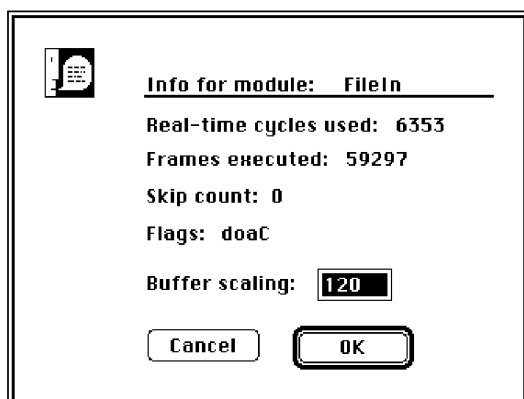 Info for module: FileIn
Real-time cycles used: 6353
Frames executed: 59297
Skip count: 0
Flags: doaC
Buffer scaling: 120
Cancel OK